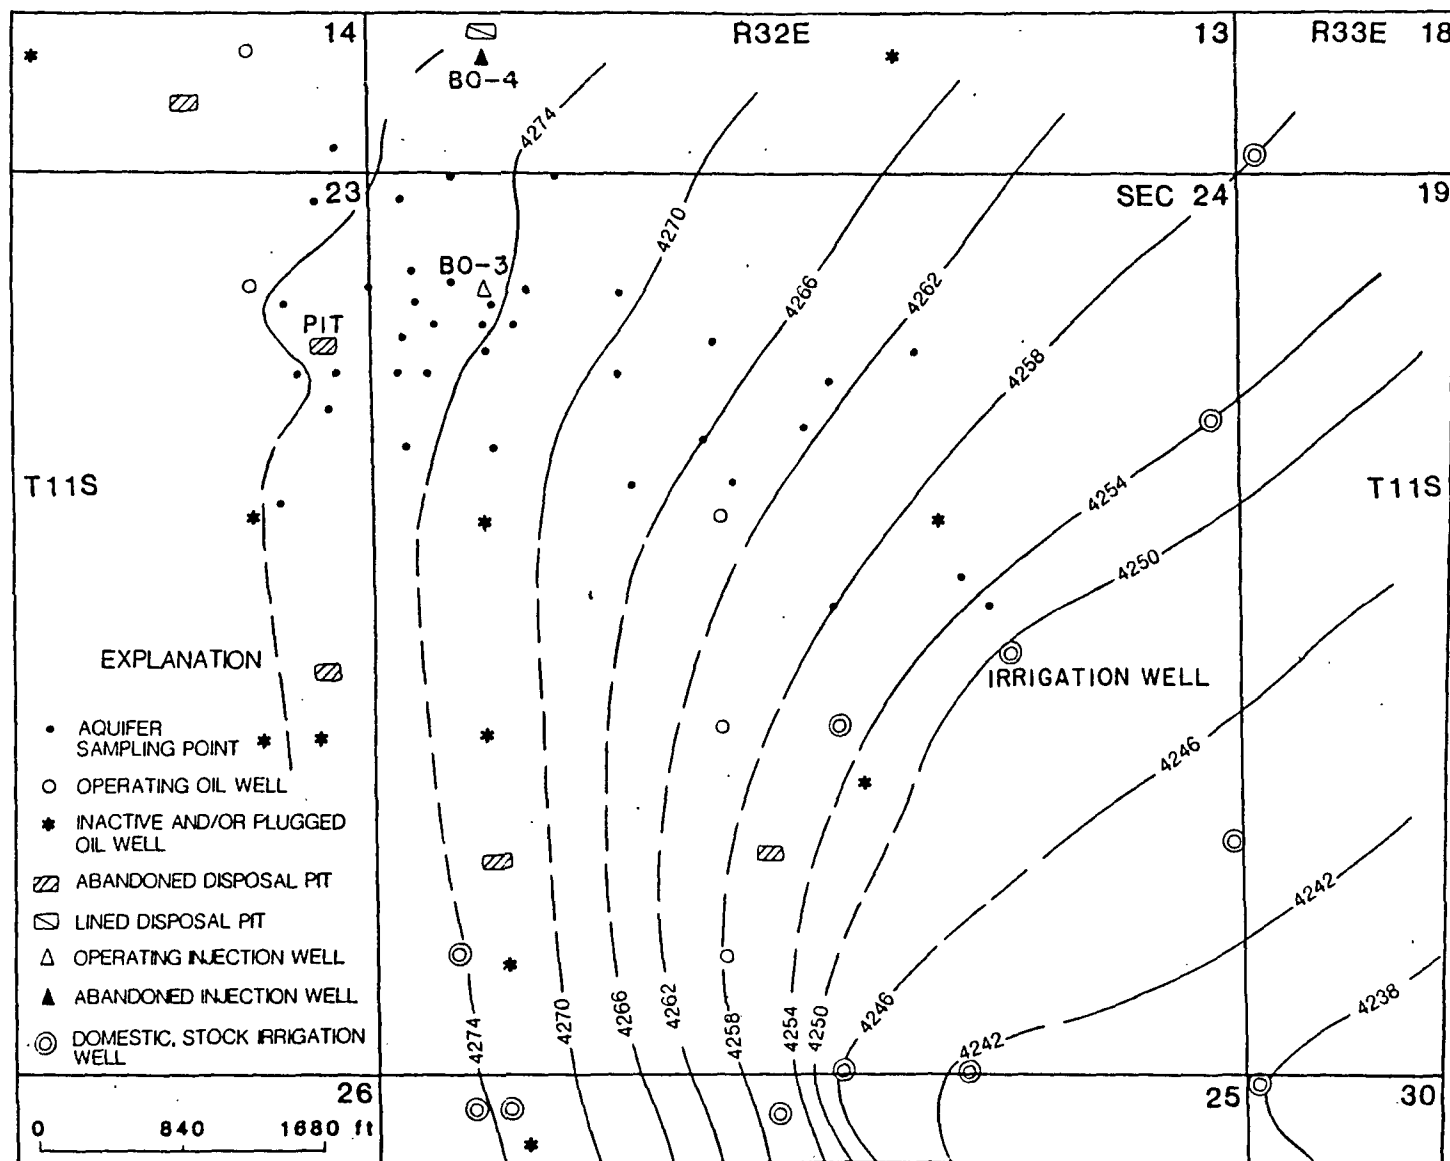 14
R32E
13
R33E 18
BO-4
4274
23
SEC 24
19
4270
BO-3
4266
4262
PIT
4258
T11S
4254
T11S
4250
EXPLANATION
IRRIGATION WELL
AQUIFER
SAMPLING POINT
4246
OPERATING OIL WELL
INACTIVE AND/OR PLUGGED
OIL WELL
ABANDONED DISPOSAL PIT
4242
LINED DISPOSAL PIT
OPERATING INJECTION WELL
ABANDONED INJECTION WELL
4238
DOMESTIC, STOCK IRRIGATION
WELL
4274
4270
4266
4262
4258
4254
4250
4246
4242
26
25
30
0 840 1680 ft